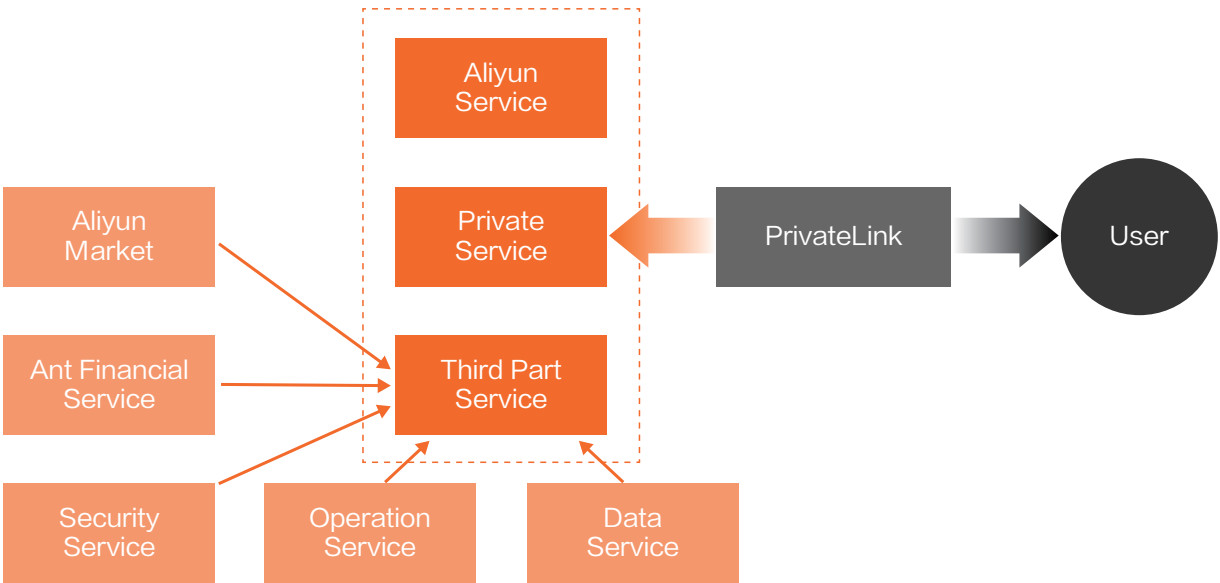 Aliyun
Service
Aliyun
Market
Private
Service
PrivateLink
User
Ant Financial
Service
Third Part
Service
Security
Service
Operation
Service
Data
Service